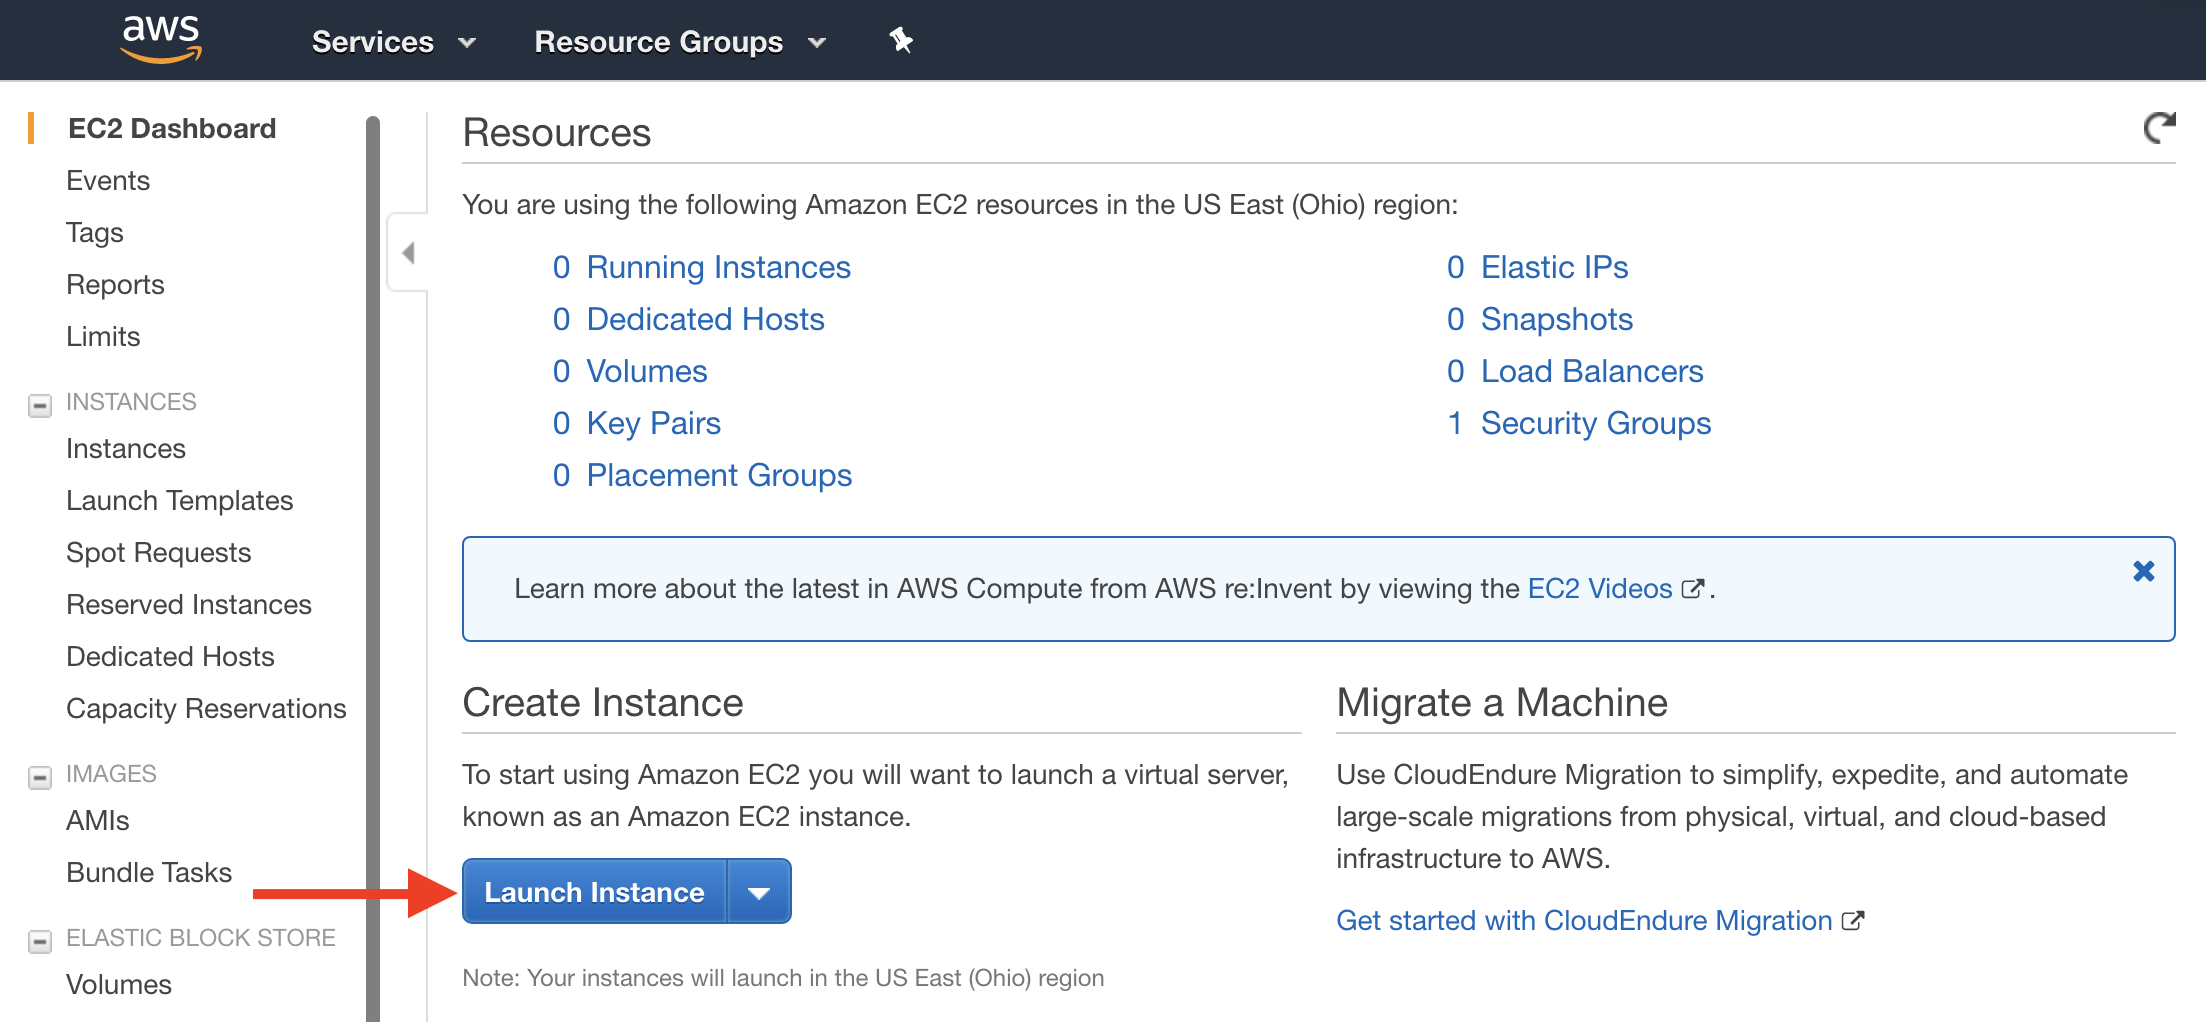 aws
Services
Resource Groups
EC2 Dashboard
Events
Tags
Reports
Limits
INSTANCES
Instances
Launch Templates
Spot Requests
Reserved Instances
Dedicated Hosts
Capacity Reservations
IMAGES
AMIs
Bundle Tasks
ELASTIC BLOCK STORE
Volumes
Resources
You are using the following Amazon EC2 resources in the US East (Ohio) region:
0 Running Instances
0 Dedicated Hosts
0 Volumes
0 Key Pairs
0 Placement Groups
0 Elastic IPs
0 Snapshots
0 Load Balancers
1 Security Groups
Learn more about the latest in AWS Compute from AWS re:Invent by viewing the EC2 Videos .
Create Instance
To start using Amazon EC2 you will want to launch a virtual server,
known as an Amazon EC2 instance.
Launch Instance
Note: Your instances will launch in the US East (Ohio) region
Migrate a Machine
Use CloudEndure Migration to simplify, expedite, and automate
large-scale migrations from physical, virtual, and cloud-based
infrastructure to AWS.
Get started with CloudEndure Migration